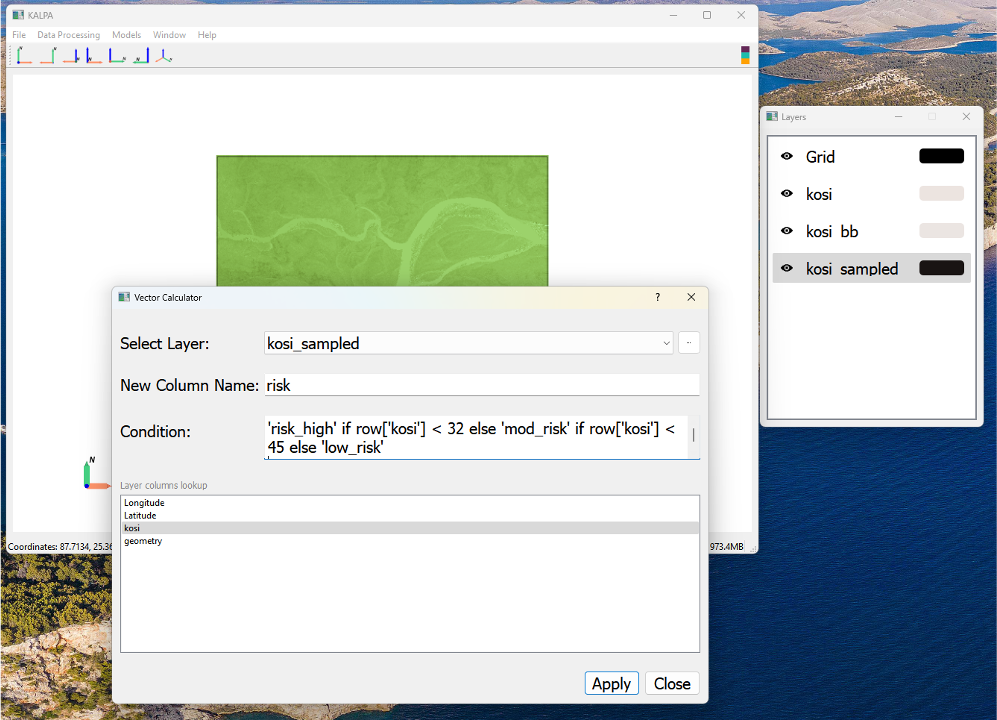 KALPA
File Data Processing Models Window Help
Layers
Grid
kosi
kosi_bb
kosi_sampled
Vector Calculator
?
Select Layer: kosi_sampled
...
New Column Name: risk
Condition: 'risk_high' if row['kosi'] < 32 else 'mod_risk' if row['kosi'] <
45 else 'low_risk'
N
Layer columns lookup
Longitude
Latitude
kosi
geometry
Coordinates: 87.7134, 25.36
973.4MB
Apply Close